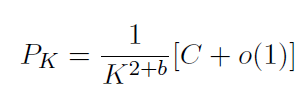 P_K = \frac{1}{K^{2+b}}[C + o(1)]